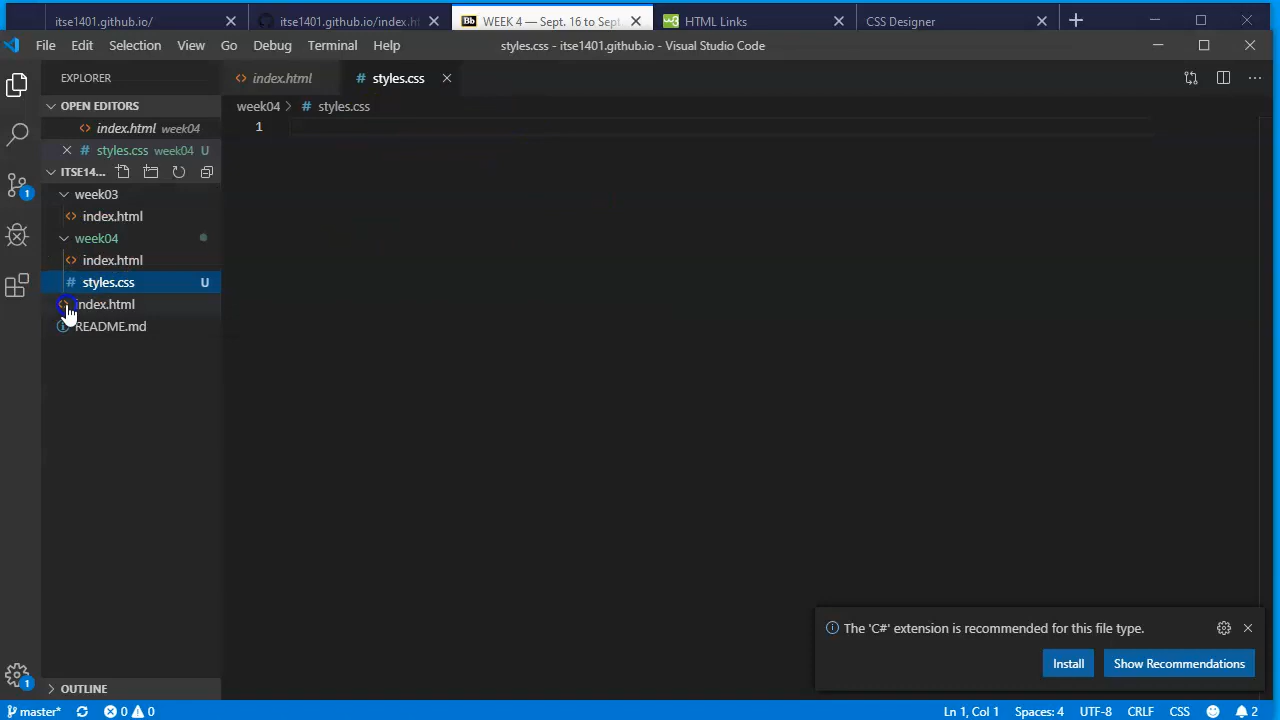 itse1401.github.io/
itse1401.github.io/index.ht
Bb WEEK 4 — Sept. 16 to Sept
HTML Links
CSS Designer
File Edit Selection View Go Debug Terminal Help
styles.css - itse1401.github.io - Visual Studio Code
EXPLORER
index.html
styles.css
OPEN EDITORS
week04 > # styles.css
1
index.html week04
styles.css week04 U
ITSE14...
week03
index.html
week04
index.html
styles.css U
index.html
README.md
The 'C#' extension is recommended for this file type.
Install
Show Recommendations
OUTLINE
1
1
master*
0 0
Ln 1, Col 1
Spaces: 4
UTF-8
CRLF
CSS
2